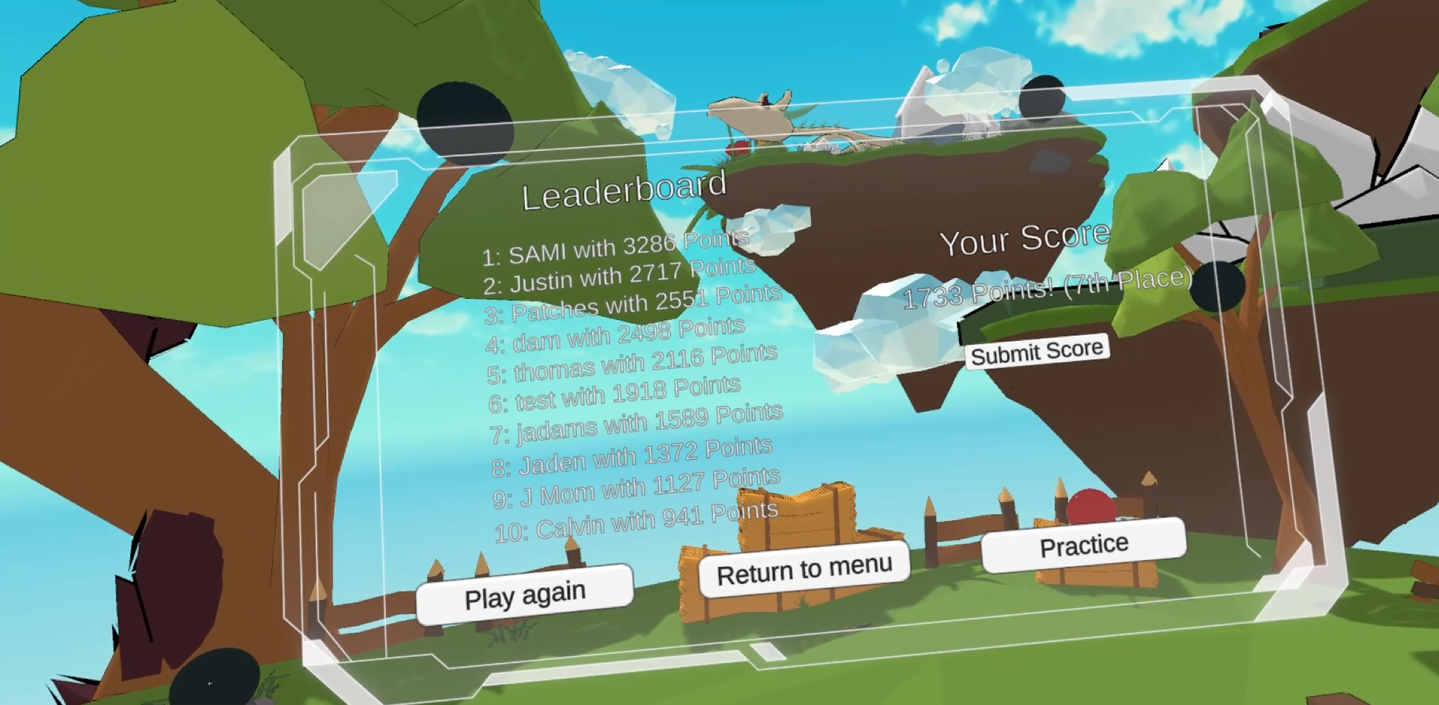 Leaderboard
1: SAMI with 3286 Points
2: Justin with 2717 Points
3: Patches with 2551 Points
4: dam with 2498 Points
5: thomas with 2116 Points
6: test with 1918 Points
7: jadams with 1589 Points
8: Jaden with 1372 Points
9: J Mom with 1127 Points
10: Calvin with 941 Points
Your Score
1733 Points! (7th Place)
Submit Score
Play again
Return to menu
Practice